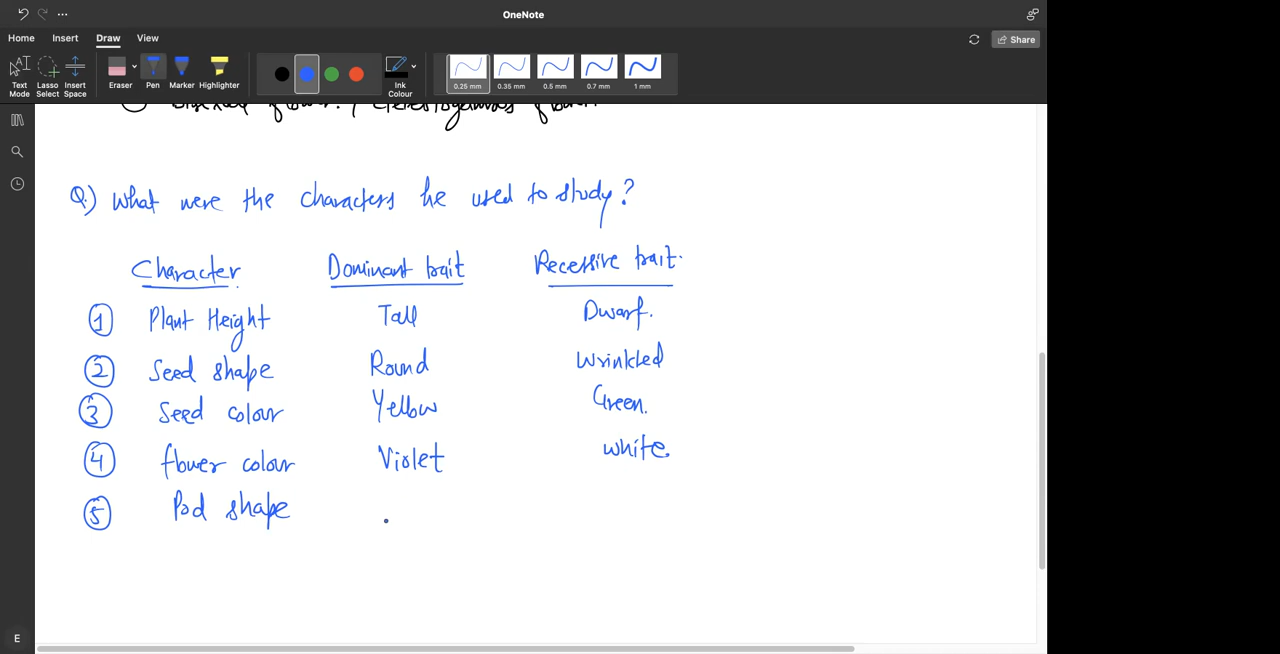 OneNote
Home Insert Draw View
Share
Text Mode Lasso Select Insert Space Eraser Pen Marker Highlighter Ink Colour 0.25 mm 0.35 mm 0.5 mm 0.7 mm 1 mm
Q.) What were the characters he used to study?
Character Dominant trait Recessive trait.
1 Plant Height Tall Dwarf.
2 Seed shape Round Wrinkled
3 Seed colour Yellow Green.
4 flower colour Violet white.
5 Pod shape
E